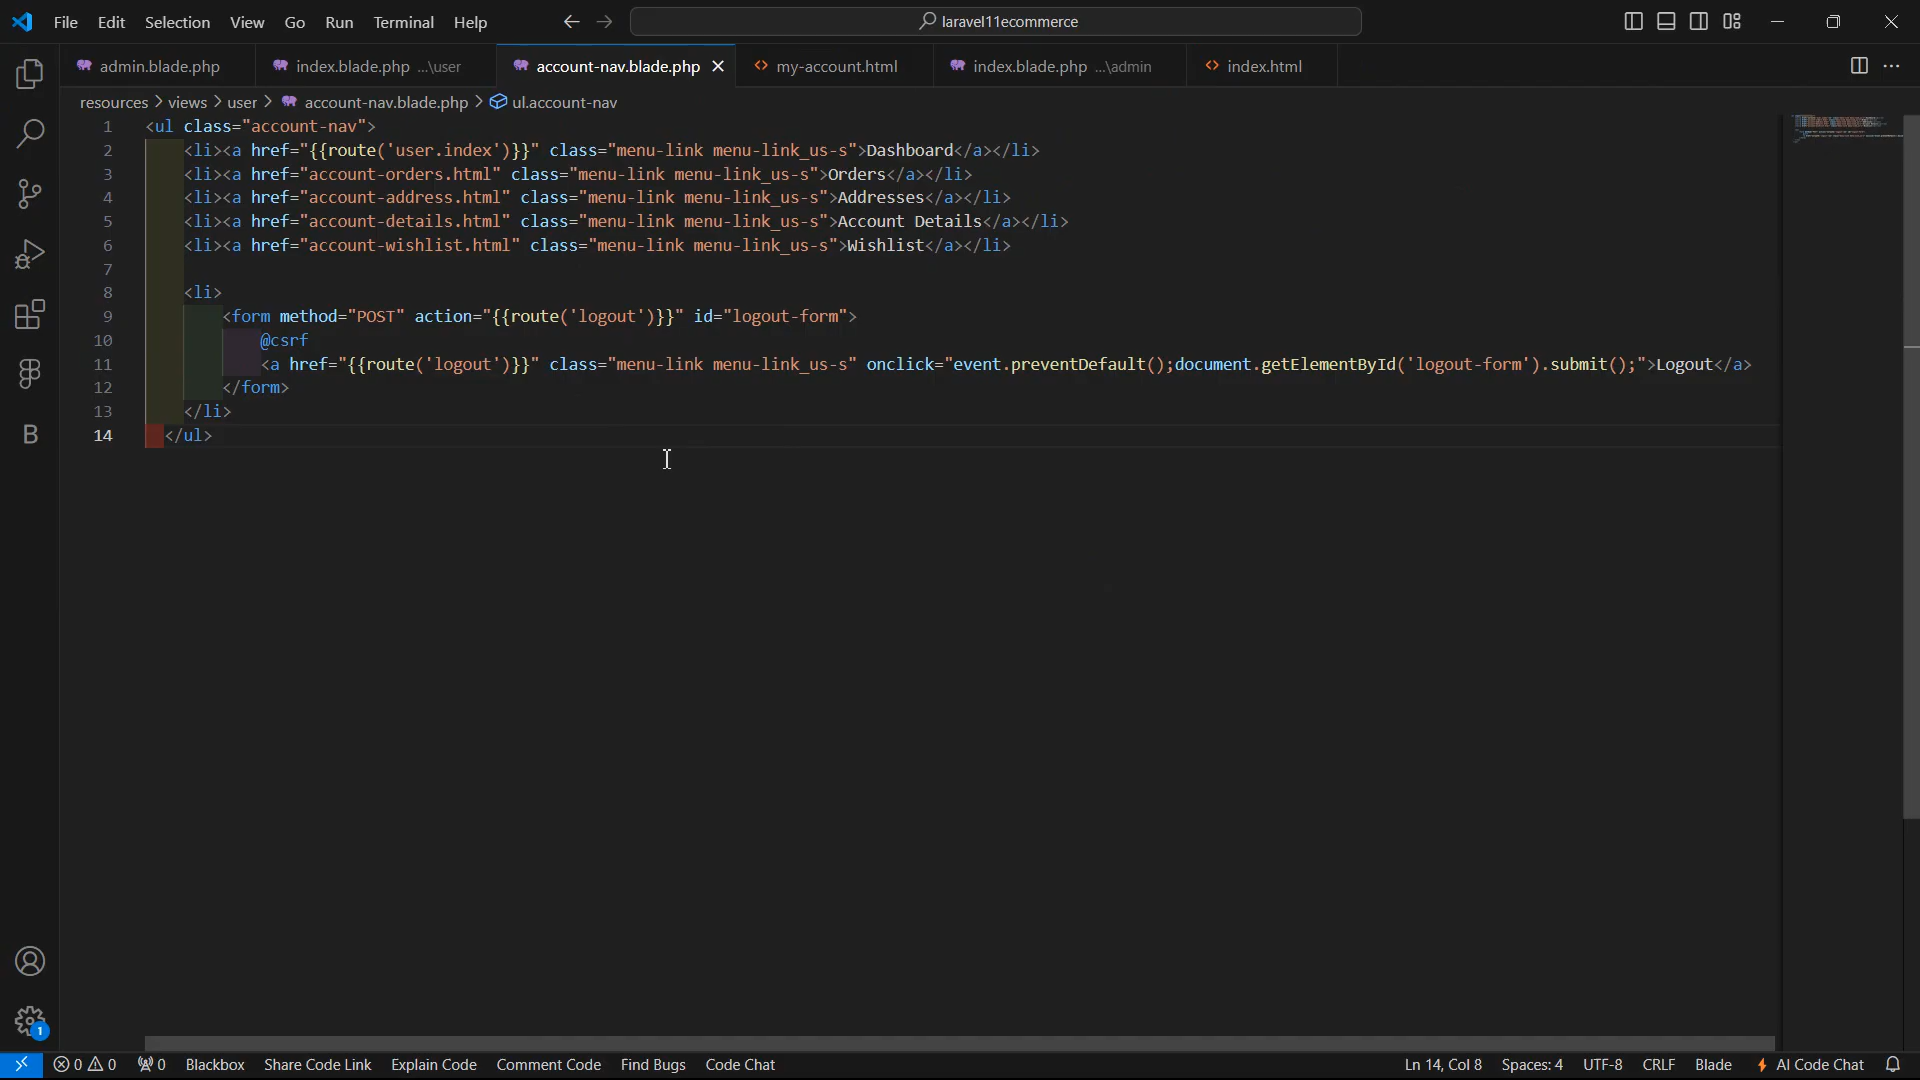 File Edit Selection View Go Run Terminal Help laravel11ecommerce
admin.blade.php index.blade.php ...\user account-nav.blade.php my-account.html index.blade.php ...\admin index.html
resources > views > user > account-nav.blade.php > ul.account-nav
1 <ul class="account-nav">
2 <li><a href="{{route('user.index')}}" class="menu-link menu-link_us-s">Dashboard</a></li>
3 <li><a href="account-orders.html" class="menu-link menu-link_us-s">Orders</a></li>
4 <li><a href="account-address.html" class="menu-link menu-link_us-s">Addresses</a></li>
5 <li><a href="account-details.html" class="menu-link menu-link_us-s">Account Details</a></li>
6 <li><a href="account-wishlist.html" class="menu-link menu-link_us-s">Wishlist</a></li>
7
8 <li>
9 <form method="POST" action="{{route('logout')}}" id="logout-form">
10 @csrf
11 <a href="{{route('logout')}}" class="menu-link menu-link_us-s" onclick="event.preventDefault();document.getElementById('logout-form').submit();">Logout</a>
12 </form>
13 </li>
14 </ul>
B
1
0 0 0 Blackbox Share Code Link Explain Code Comment Code Find Bugs Code Chat Ln 14, Col 8 Spaces: 4 UTF-8 CRLF Blade AI Code Chat